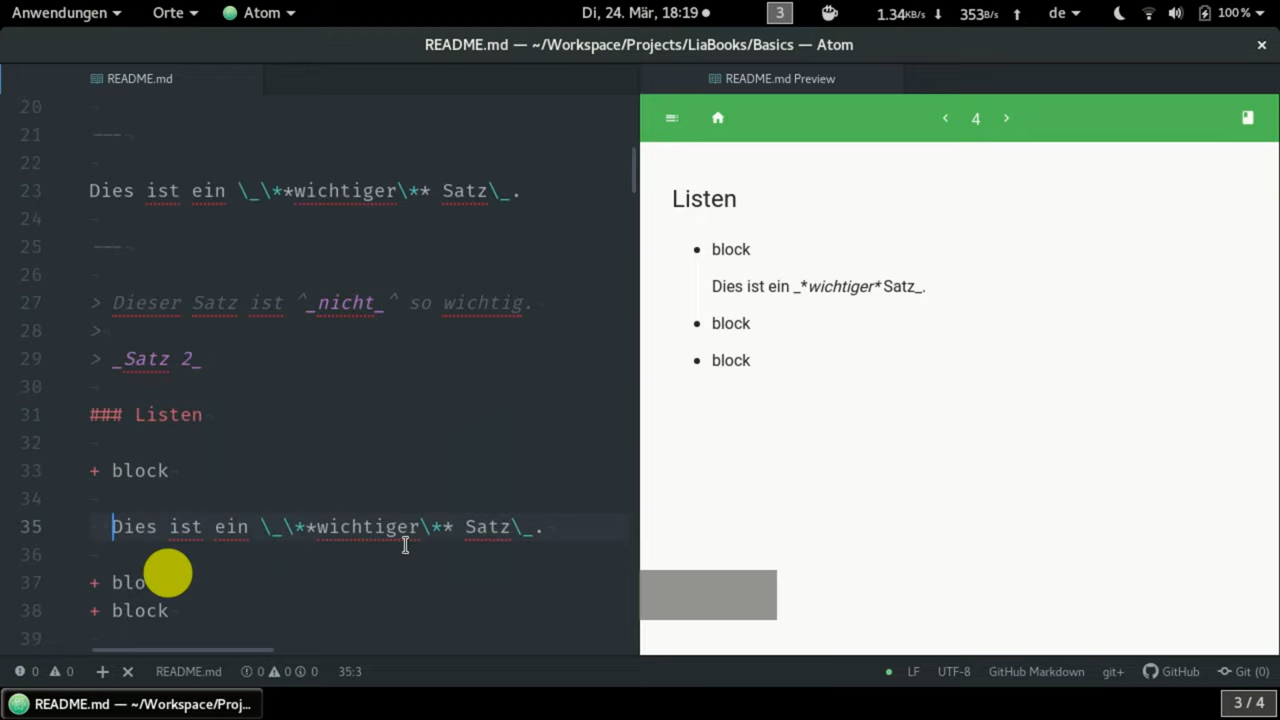 Anwendungen Orte Atom Di, 24. Mär, 18:19 3 1.34KB/s 353B/s de 100%
README.md — ~/Workspace/Projects/LiaBooks/Basics — Atom ×
README.md README.md Preview
20
21 ---
22
23 Dies ist ein \_\**wichtiger\** Satz\_.
24
25 ---
26
27 > Dieser Satz ist ^_nicht_^ so wichtig.
28 >
29 > _Satz 2_
30
31 ### Listen
32
33 + block
34
35 Dies ist ein \_\**wichtiger\** Satz\_.
36
37 + blo
38 + block
39
4
Listen
• block
Dies ist ein _*wichtiger* Satz_.
• block
• block
0 0 README.md 0 0 0 35:3 LF UTF-8 GitHub Markdown git+ GitHub Git (0)
README.md — ~/Workspace/Proj... 3 / 4